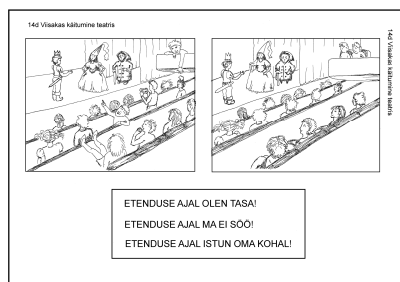 14d Viisakas käitumine teatris
14d Viisakas käitumine teatris
ETENDUSE AJAL OLEN TASA!
ETENDUSE AJAL MA EI SÖÖ!
ETENDUSE AJAL ISTUN OMA KOHAL!